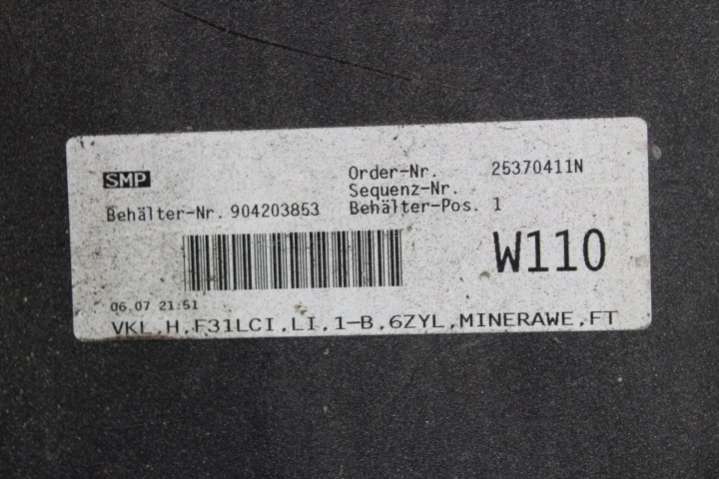 SMP
Order-Nr. 25370411N
Sequenz-Nr.
Behälter-Nr. 904203853 Behälter-Pos. 1
W110
06.07 21:51
VKL,H,F31LCI,LI,1-B,6ZYL,MINERAWE,FT